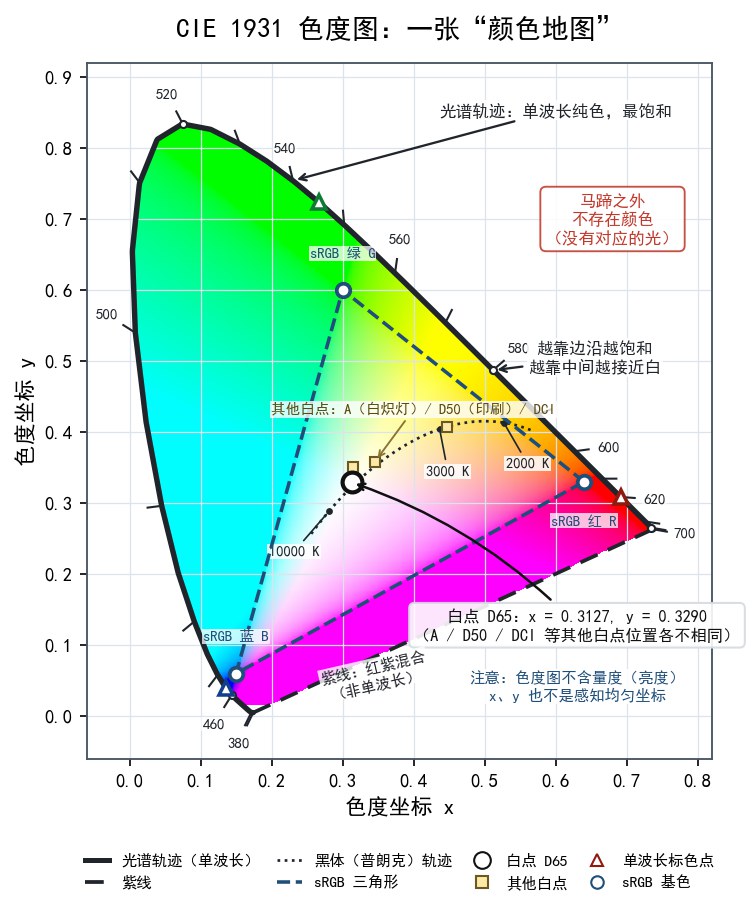 CIE 1931 色度图：一张“颜色地图”
0.9
0.8
0.7
0.6
0.5
0.4
0.3
0.2
0.1
0.0
色度坐标 y
0.0
0.1
0.2
0.3
0.4
0.5
0.6
0.7
0.8
色度坐标 x
520
540
光谱轨迹：单波长纯色，最饱和
马蹄之外
不存在颜色
（没有对应的光）
560
sRGB 绿 G
500
580
越靠边沿越饱和
越靠中间越接近白
其他白点：A（白炽灯）/ D50（印刷）/ DCI
600
3000 K
2000 K
620
sRGB 红 R
700
10000 K
白点 D65：x = 0.3127, y = 0.3290
（A / D50 / DCI 等其他白点位置各不相同）
sRGB 蓝 B
紫线：红紫混合
（非单波长）
注意：色度图不含量度（亮度）
x、y 也不是感知均匀坐标
460
380
光谱轨迹（单波长）
黑体（普朗克）轨迹
白点 D65
单波长标色点
紫线
sRGB 三角形
其他白点
sRGB 基色